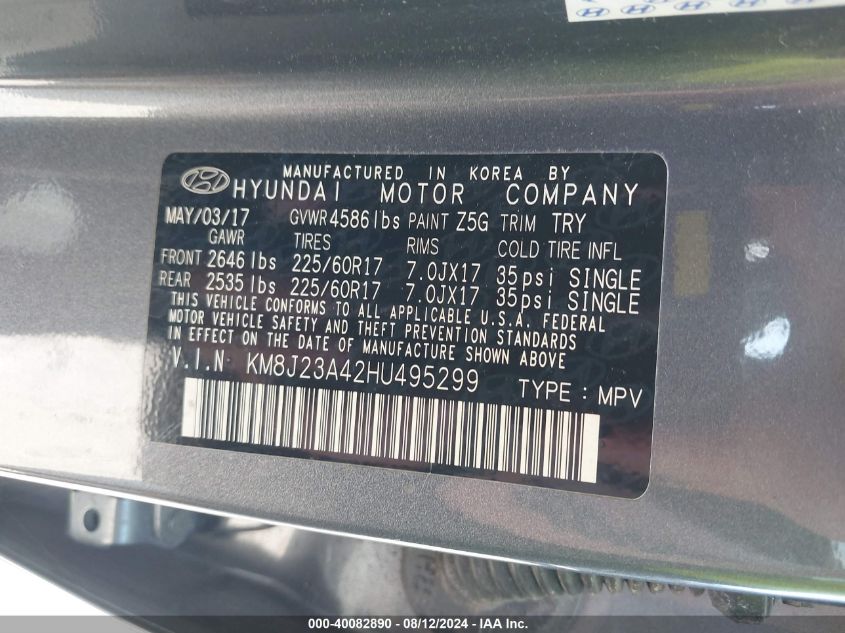 MANUFACTURED IN KOREA BY
HYUNDAI MOTOR COMPANY
MAY/03/17 GVWR 4586 lbs PAINT Z5G TRIM TRY
GAWR TIRES RIMS COLD TIRE INFL
FRONT 2646 lbs 225/60R17 7.0JX17 35psi SINGLE
REAR 2535 lbs 225/60R17 7.0JX17 35psi SINGLE
THIS VEHICLE CONFORMS TO ALL APPLICABLE U.S.A. FEDERAL
MOTOR VEHICLE SAFETY AND THEFT PREVENTION STANDARDS
IN EFFECT ON THE DATE OF MANUFACTURE SHOWN ABOVE
V.I.N KM8J23A42HU495299 TYPE : MPV
000-40082890 - 08/12/2024 - IAA Inc.